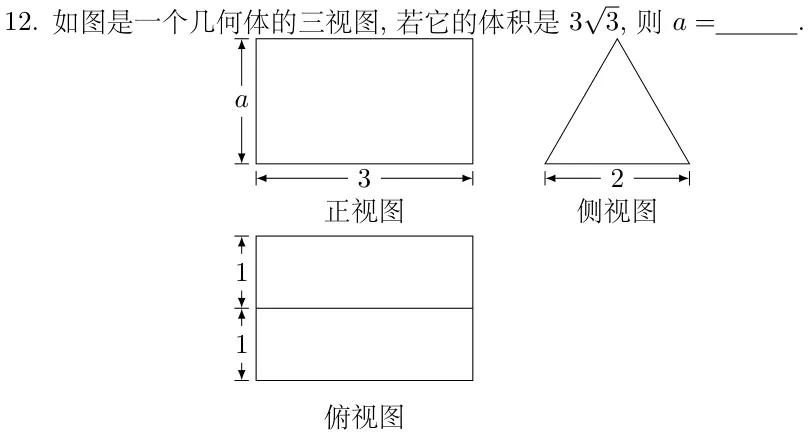 12. 如图是一个几何体的三视图, 若它的体积是 3√3, 则 a =______.
a
3
2
正视图
侧视图
1
1
俯视图